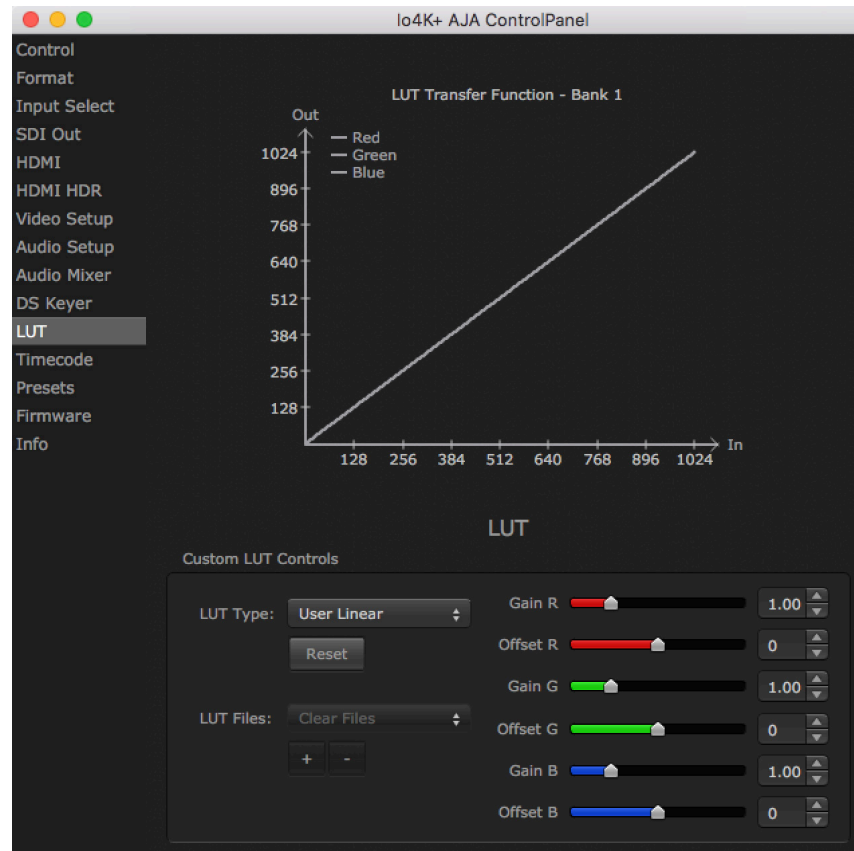 Io4K+ AJA ControlPanel
Control
Format
Input Select
SDI Out
HDMI
HDMI HDR
Video Setup
Audio Setup
Audio Mixer
DS Keyer
LUT
Timecode
Presets
Firmware
Info
LUT Transfer Function - Bank 1
Out
Red
Green
Blue
1024
896
768
640
512
384
256
128
128 256 384 512 640 768 896 1024
In
LUT
Custom LUT Controls
LUT Type: User Linear
Reset
LUT Files: Clear Files
+ -
Gain R 1.00
Offset R 0
Gain G 1.00
Offset G 0
Gain B 1.00
Offset B 0